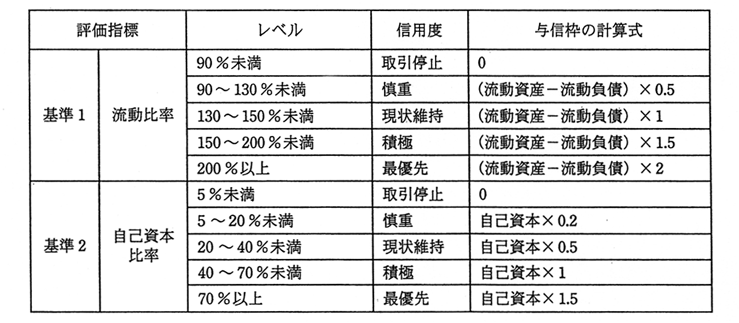 評価指標 レベル 信用度 与信枠の計算式
基準1 流動比率 90%未満 取引停止 0
90～130%未満 慎重 (流動資産－流動負債)×0.5
130～150%未満 現状維持 (流動資産－流動負債)×1
150～200%未満 積極 (流動資産－流動負債)×1.5
200%以上 最優先 (流動資産－流動負債)×2
基準2 自己資本比率 5%未満 取引停止 0
5～20%未満 慎重 自己資本×0.2
20～40%未満 現状維持 自己資本×0.5
40～70%未満 積極 自己資本×1
70%以上 最優先 自己資本×1.5